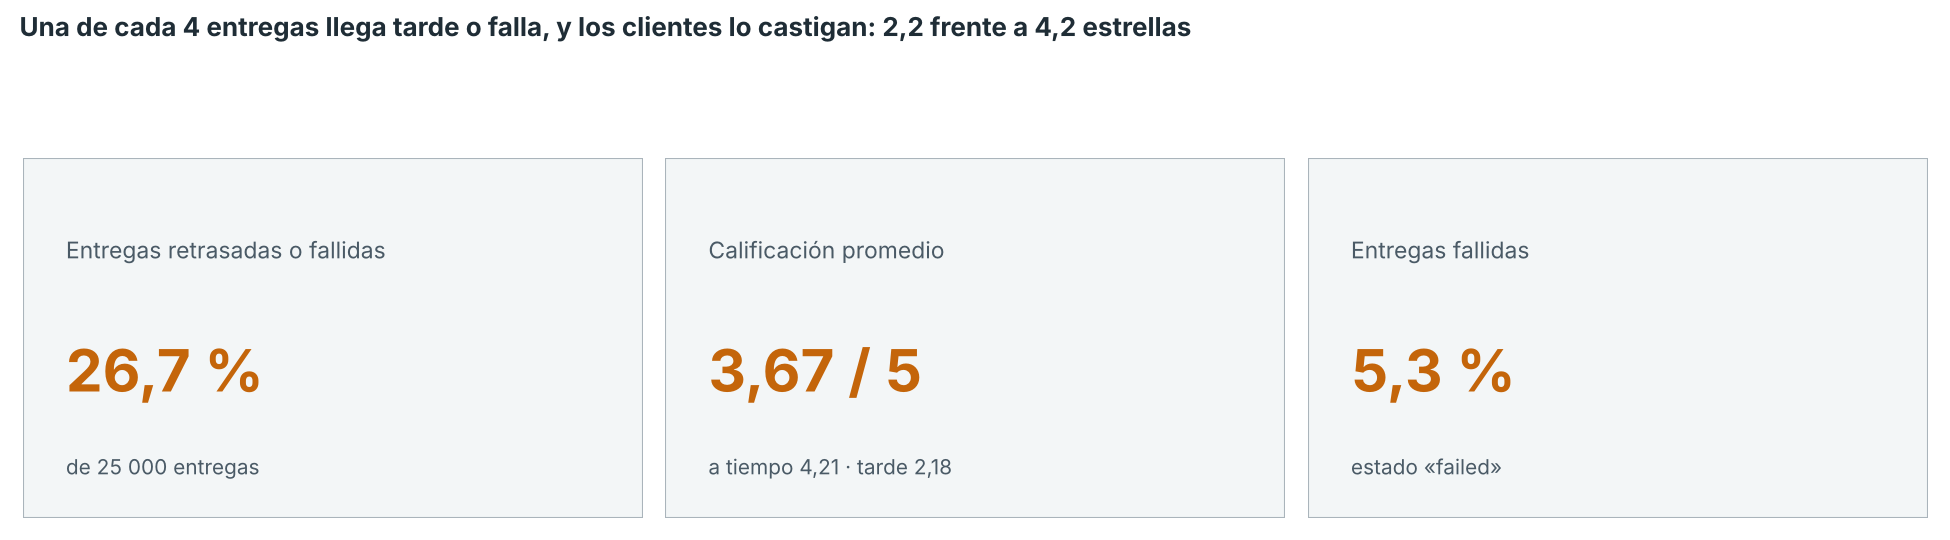 Una de cada 4 entregas llega tarde o falla, y los clientes lo castigan: 2,2 frente a 4,2 estrellas
Entregas retrasadas o fallidas
26,7 %
de 25 000 entregas
Calificación promedio
3,67 / 5
a tiempo 4,21 · tarde 2,18
Entregas fallidas
5,3 %
estado «failed»